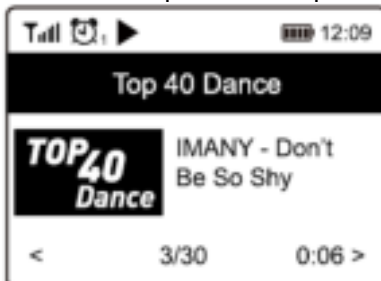 12:09
Top 40 Dance
TOP 40
Dance
IMANY - Don't
Be So Shy
< 3/30 0:06 >